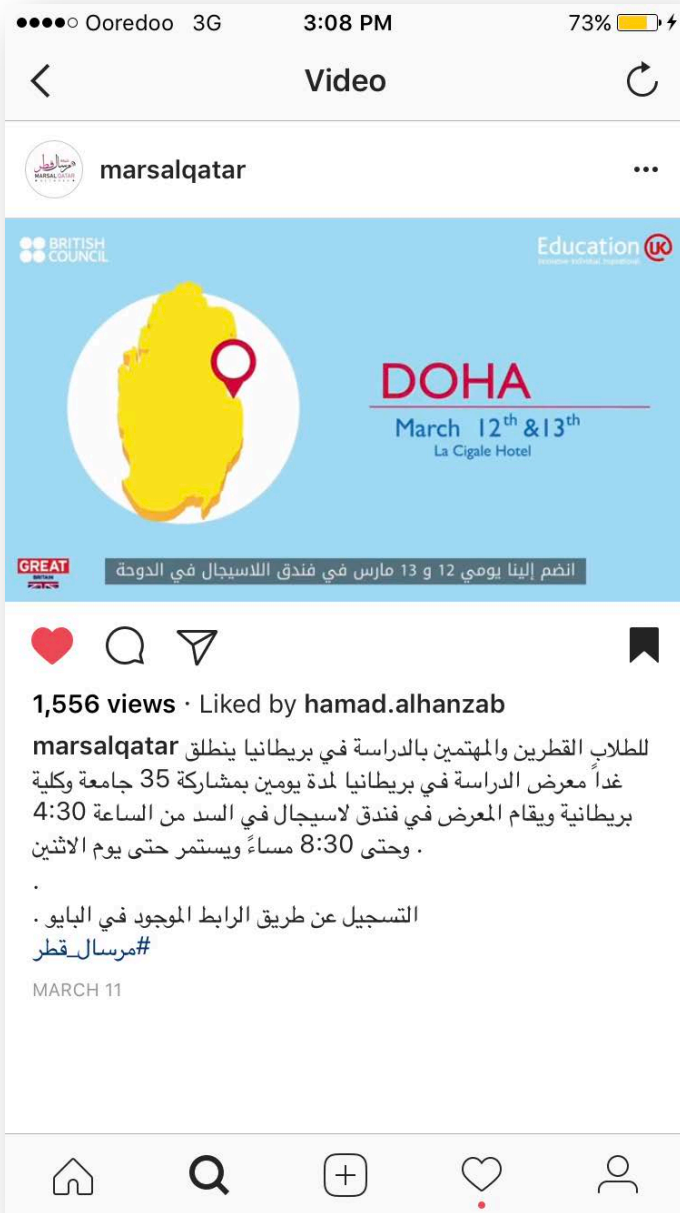 Ooredoo 3G 3:08 PM 73%
Video
marsalqatar
BRITISH
COUNCIL
Education UK
DOHA
March 12th &13th
La Cigale Hotel
GREAT
BRITAIN
انضم إلينا يومي 12 و 13 مارس في فندق اللاسيجال في الدوحة
1,556 views · Liked by hamad.alhanzab
marsalqatar للطلاب القطرين والمهتمين بالدراسة في بريطانيا ينطلق
غداً معرض الدراسة في بريطانيا لمدة يومين بمشاركة 35 جامعة وكلية
بريطانية ويقام المعرض في فندق لاسيجال في السد من الساعة 4:30
وحتى 8:30 مساءً ويستمر حتى يوم الاثنين .
.
التسجيل عن طريق الرابط الموجود في البايو .
#مرسال_قطر
MARCH 11